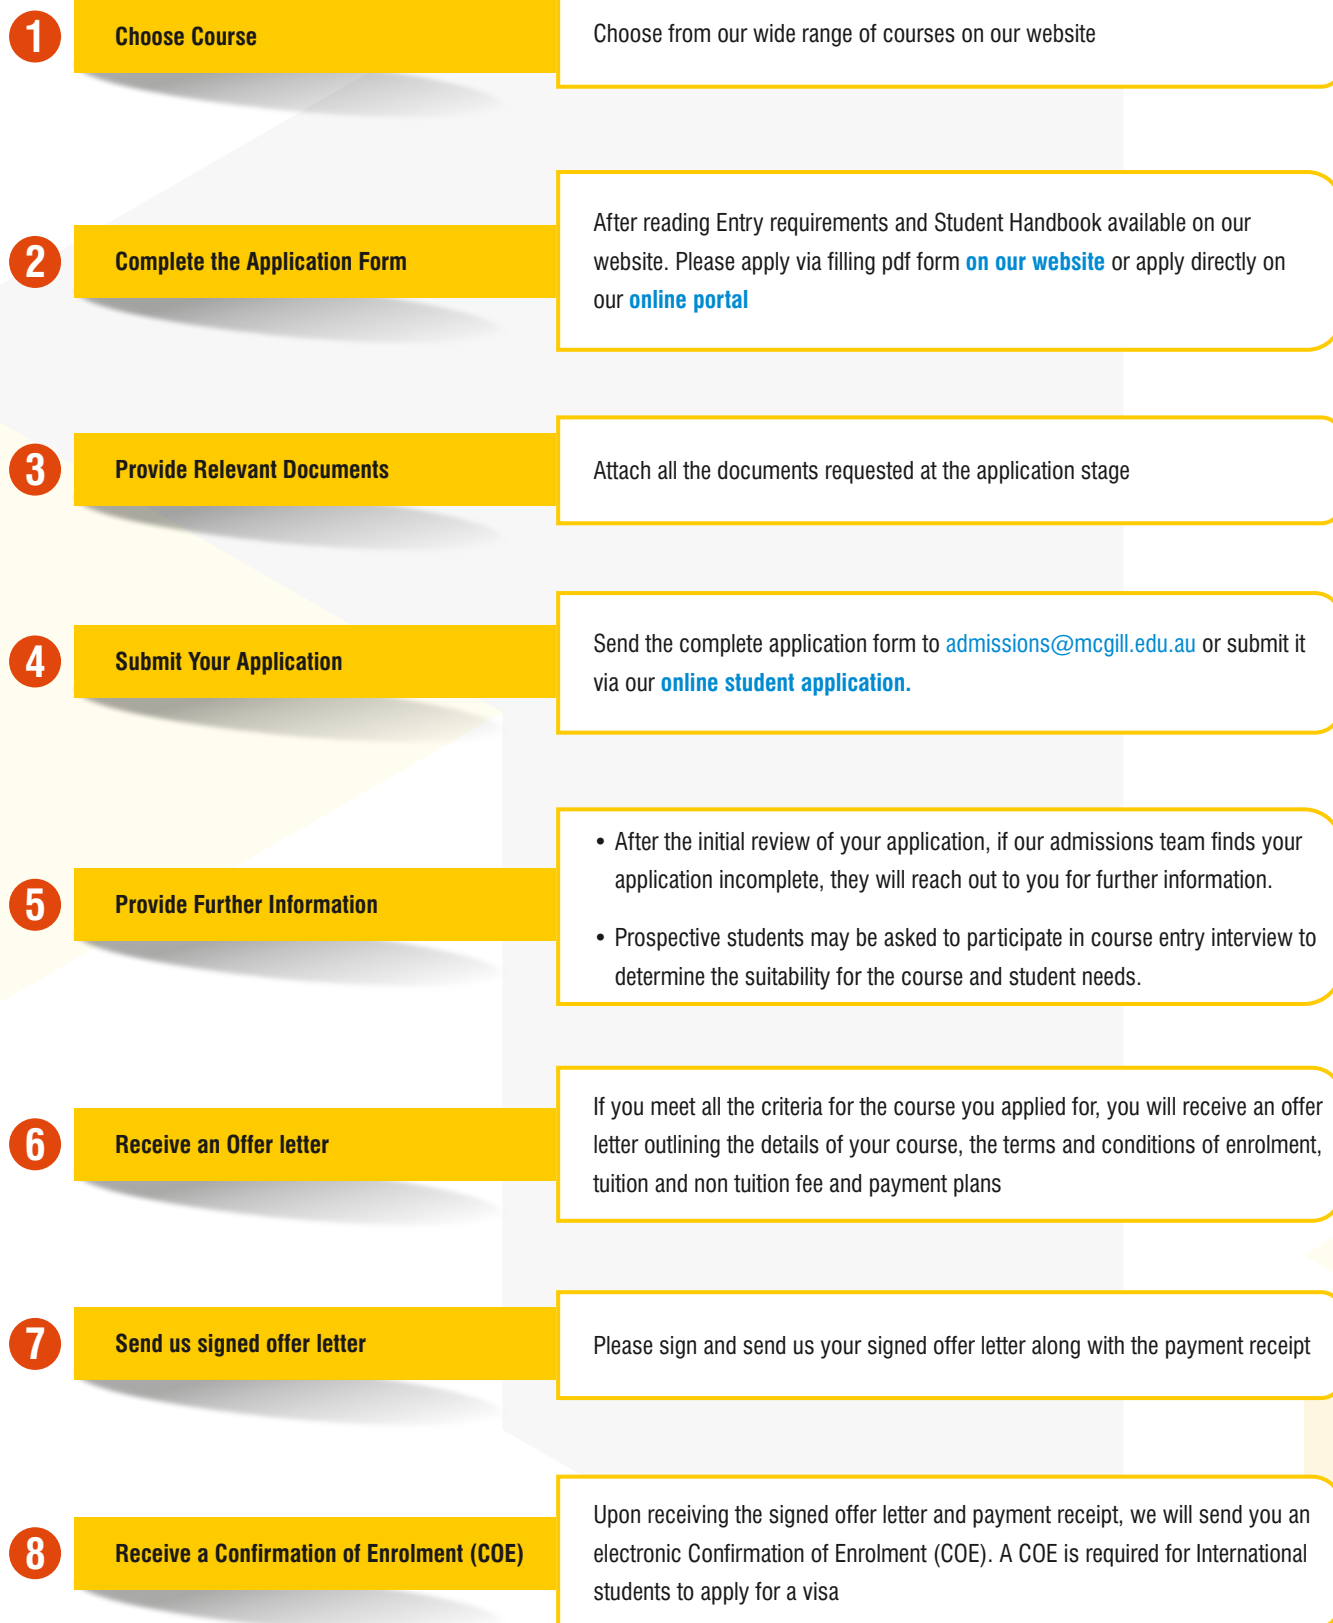 1
Choose Course
Choose from our wide range of courses on our website
2
Complete the Application Form
After reading Entry requirements and Student Handbook available on our
website. Please apply via filling pdf form on our website or apply directly on
our online portal
3
Provide Relevant Documents
Attach all the documents requested at the application stage
4
Submit Your Application
Send the complete application form to admissions@mcgill.edu.au or submit it
via our online student application.
5
Provide Further Information
• After the initial review of your application, if our admissions team finds your
application incomplete, they will reach out to you for further information.
• Prospective students may be asked to participate in course entry interview to
determine the suitability for the course and student needs.
6
Receive an Offer letter
If you meet all the criteria for the course you applied for, you will receive an offer
letter outlining the details of your course, the terms and conditions of enrolment,
tuition and non tuition fee and payment plans
7
Send us signed offer letter
Please sign and send us your signed offer letter along with the payment receipt
8
Receive a Confirmation of Enrolment (COE)
Upon receiving the signed offer letter and payment receipt, we will send you an
electronic Confirmation of Enrolment (COE). A COE is required for International
students to apply for a visa